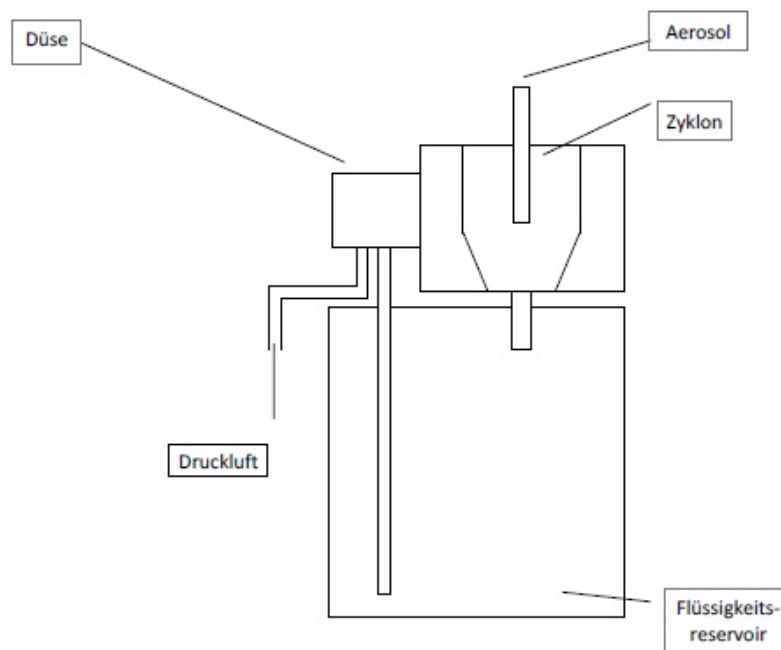 Düse
Aerosol
Zyklon
Druckluft
Flüssigkeits-
reservoir